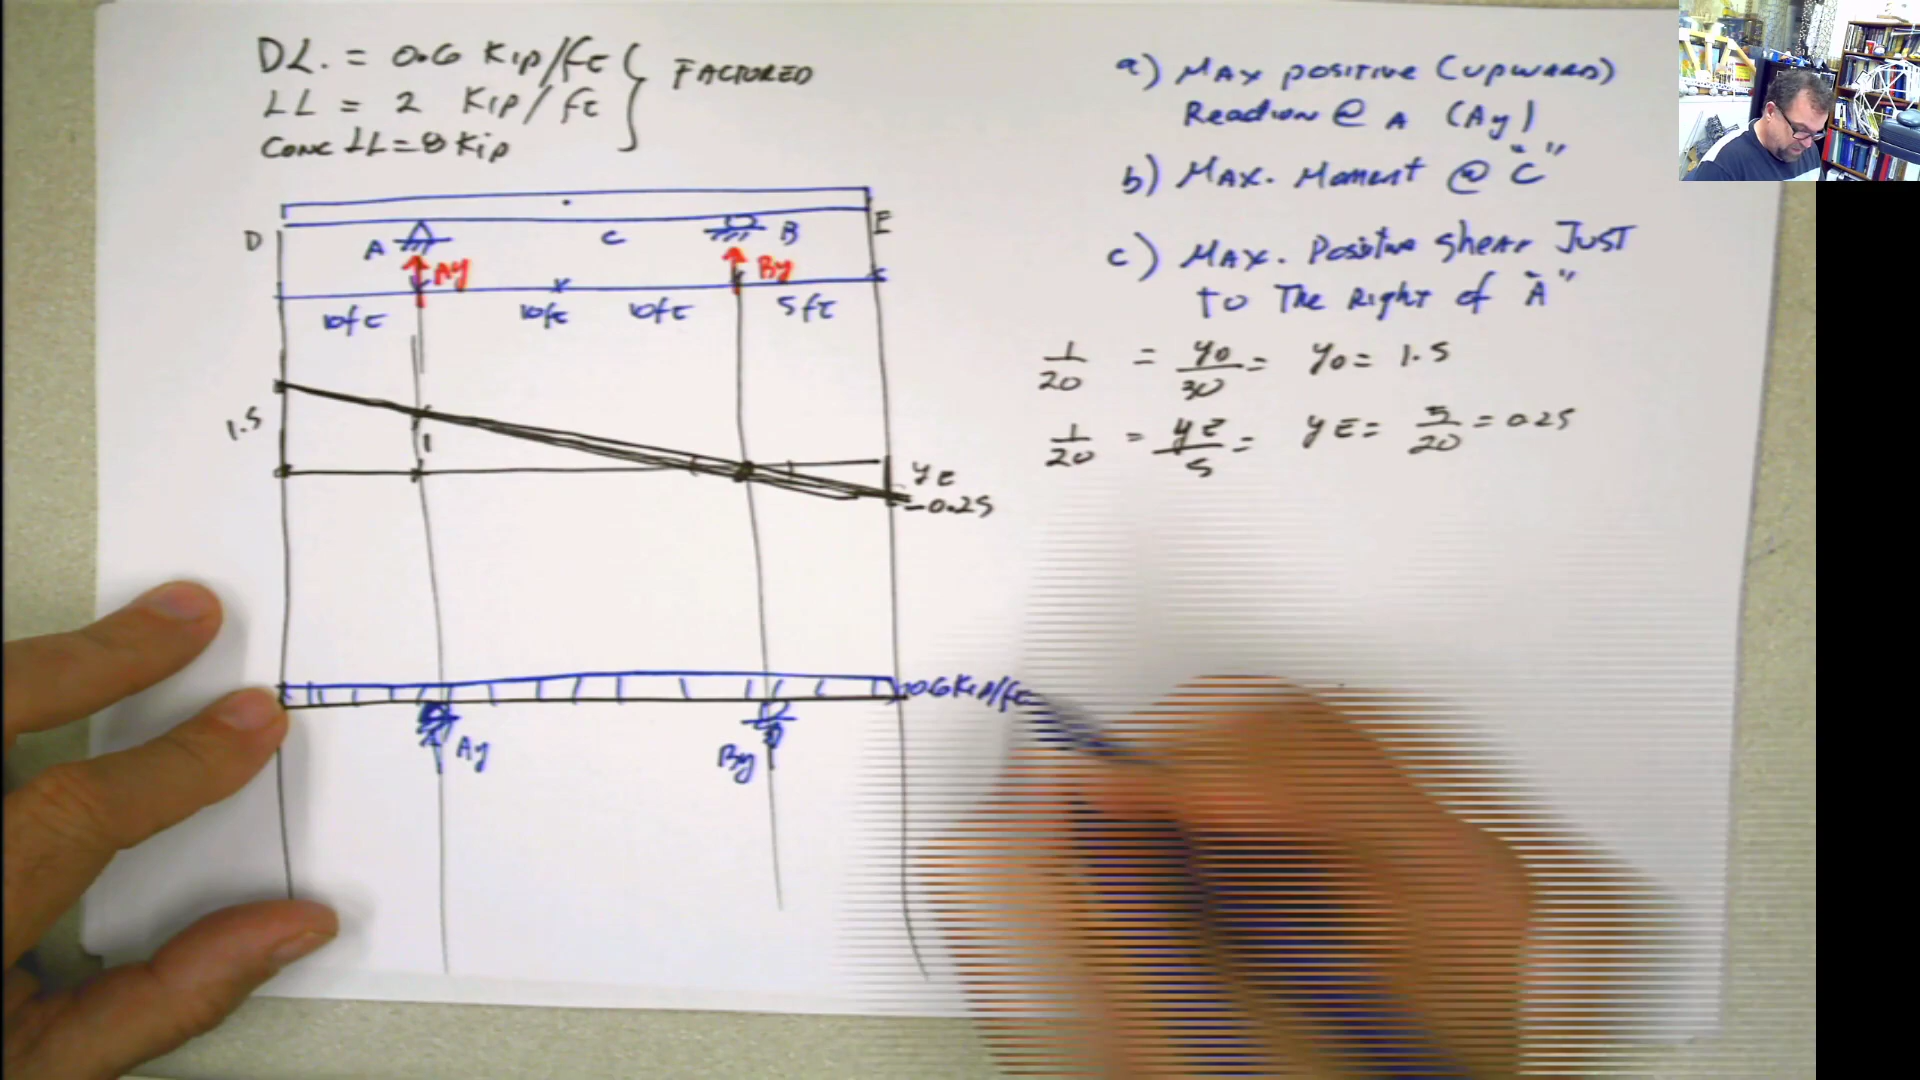 DL. = 0.6 Kip/ft
LL = 2 Kip/ft
CONC LL = 8 Kip
FACTORED
a) MAX positive (UPWARD)
Reaction @ A (Ay)
b) MAX. Moment @ "C"
c) MAX. Positive Shear JUST
TO The Right of "A"
D A C B E
Ay By
10ft 10ft 10ft 5ft
1/20 = y0/30 = y0 = 1.5
1/20 = yE/5 = yE = 5/20 = 0.25
1.5
1
yE
-0.25
0.6 Kip/ft
Ay By